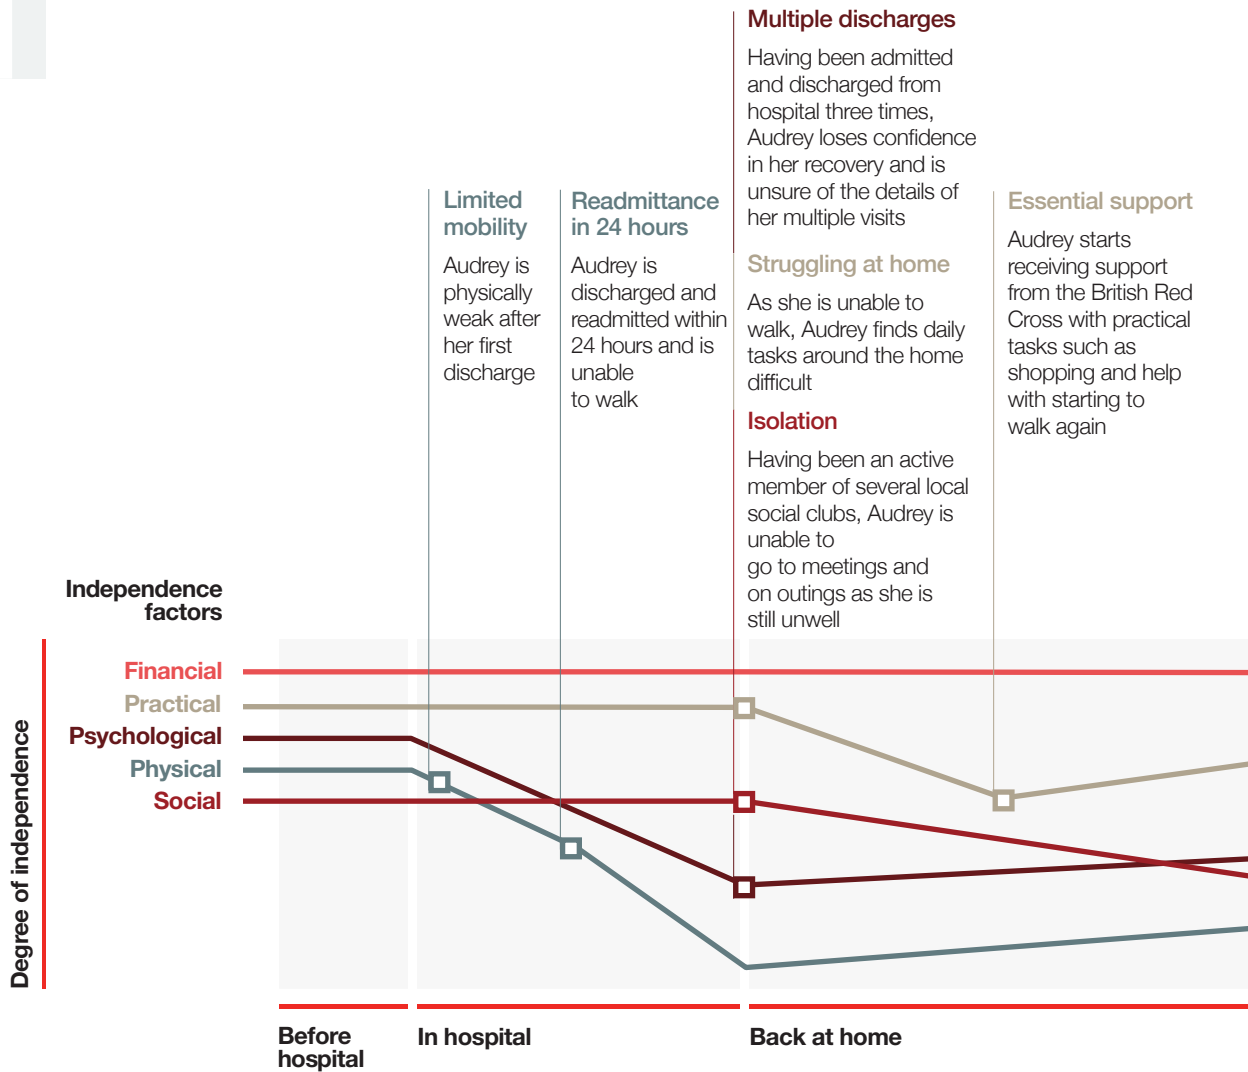 Multiple discharges
Having been admitted
and discharged from
hospital three times,
Audrey loses confidence
in her recovery and is
unsure of the details of
her multiple visits
Limited
mobility
Audrey is
physically
weak after
her first
discharge
Readmittance
in 24 hours
Audrey is
discharged and
readmitted within
24 hours and is
unable
to walk
Struggling at home
As she is unable to
walk, Audrey finds daily
tasks around the home
difficult
Isolation
Having been an active
member of several local
social clubs, Audrey is
unable to
go to meetings and
on outings as she is
still unwell
Essential support
Audrey starts
receiving support
from the British Red
Cross with practical
tasks such as
shopping and help
with starting to
walk again
Independence
factors
Financial
Practical
Psychological
Physical
Social
Degree of independence
Before
hospital
In hospital
Back at home